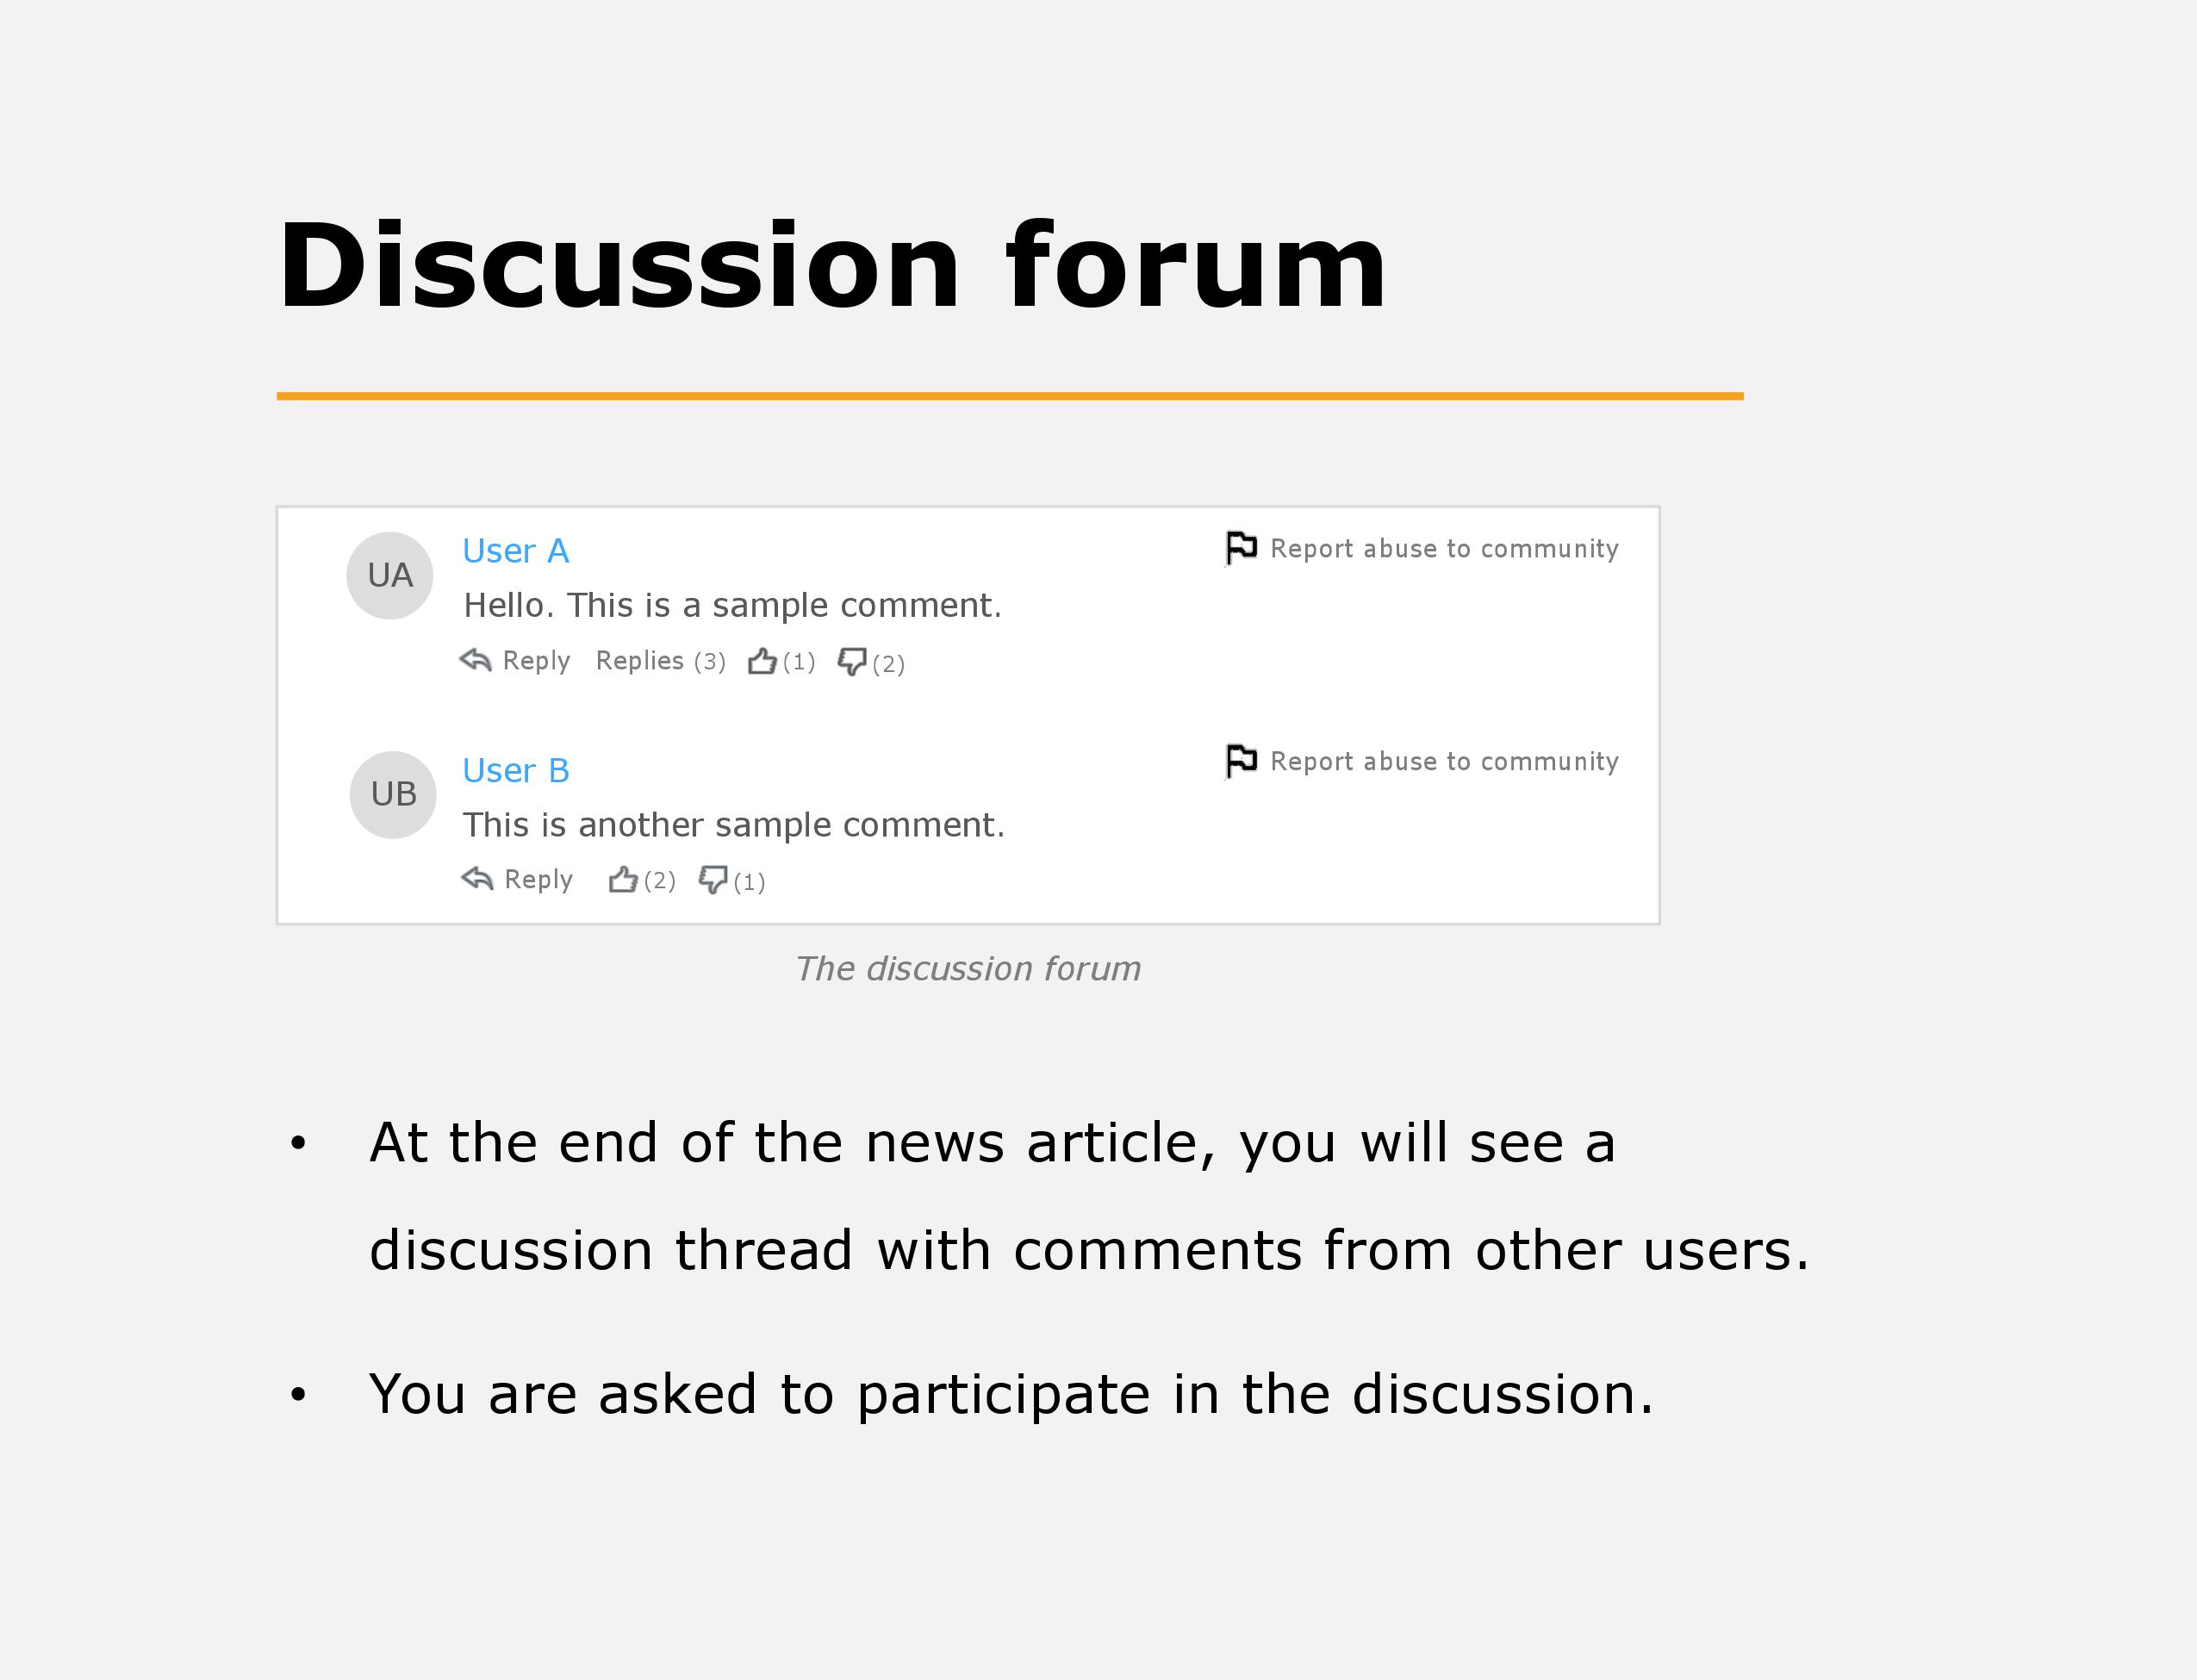 Discussion forum
UA
User A
Report abuse to community
Hello. This is a sample comment.
Reply Replies (3) (1) (2)
UB
User B
Report abuse to community
This is another sample comment.
Reply (2) (1)
The discussion forum
• At the end of the news article, you will see a
discussion thread with comments from other users.
• You are asked to participate in the discussion.